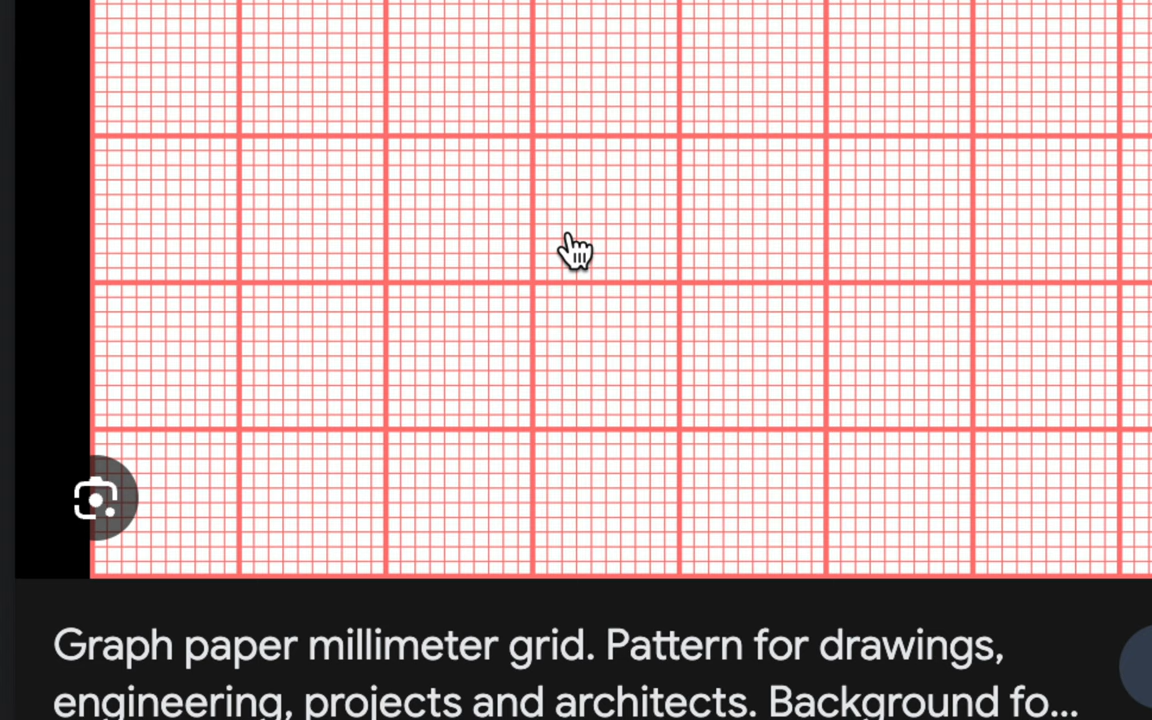 Graph paper millimeter grid. Pattern for drawings,
engineering, projects and architects. Background fo...